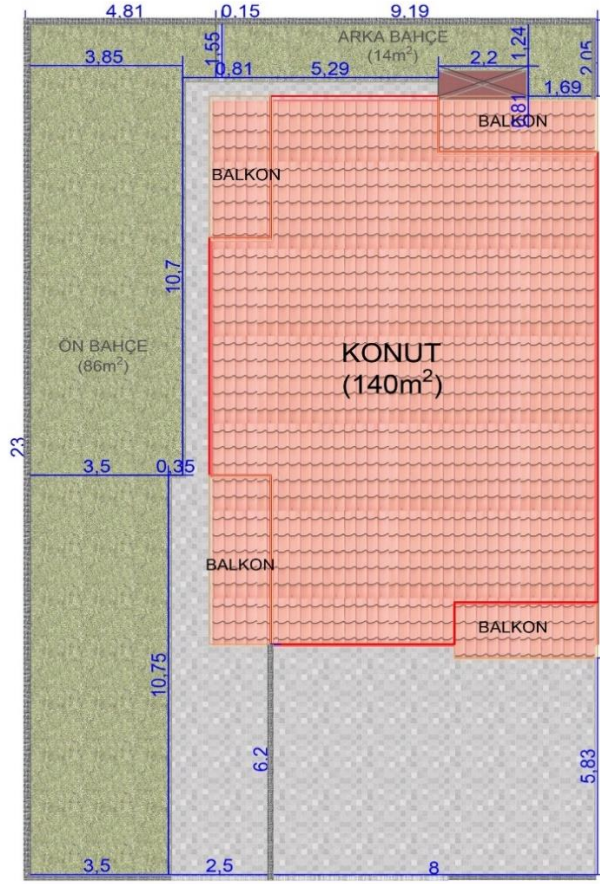 4.81
0.15
9.19
1,55
ARKA BAHÇE
(14m²)
1,24
2,05
3,85
0,81
5,29
2,2
0,81
1,69
BALKON
BALKON
10,7
ÖN BAHÇE
(86m²)
KONUT
(140m²)
23
3,5
0,35
BALKON
BALKON
10,75
6,2
5,83
3,5
2,5
8